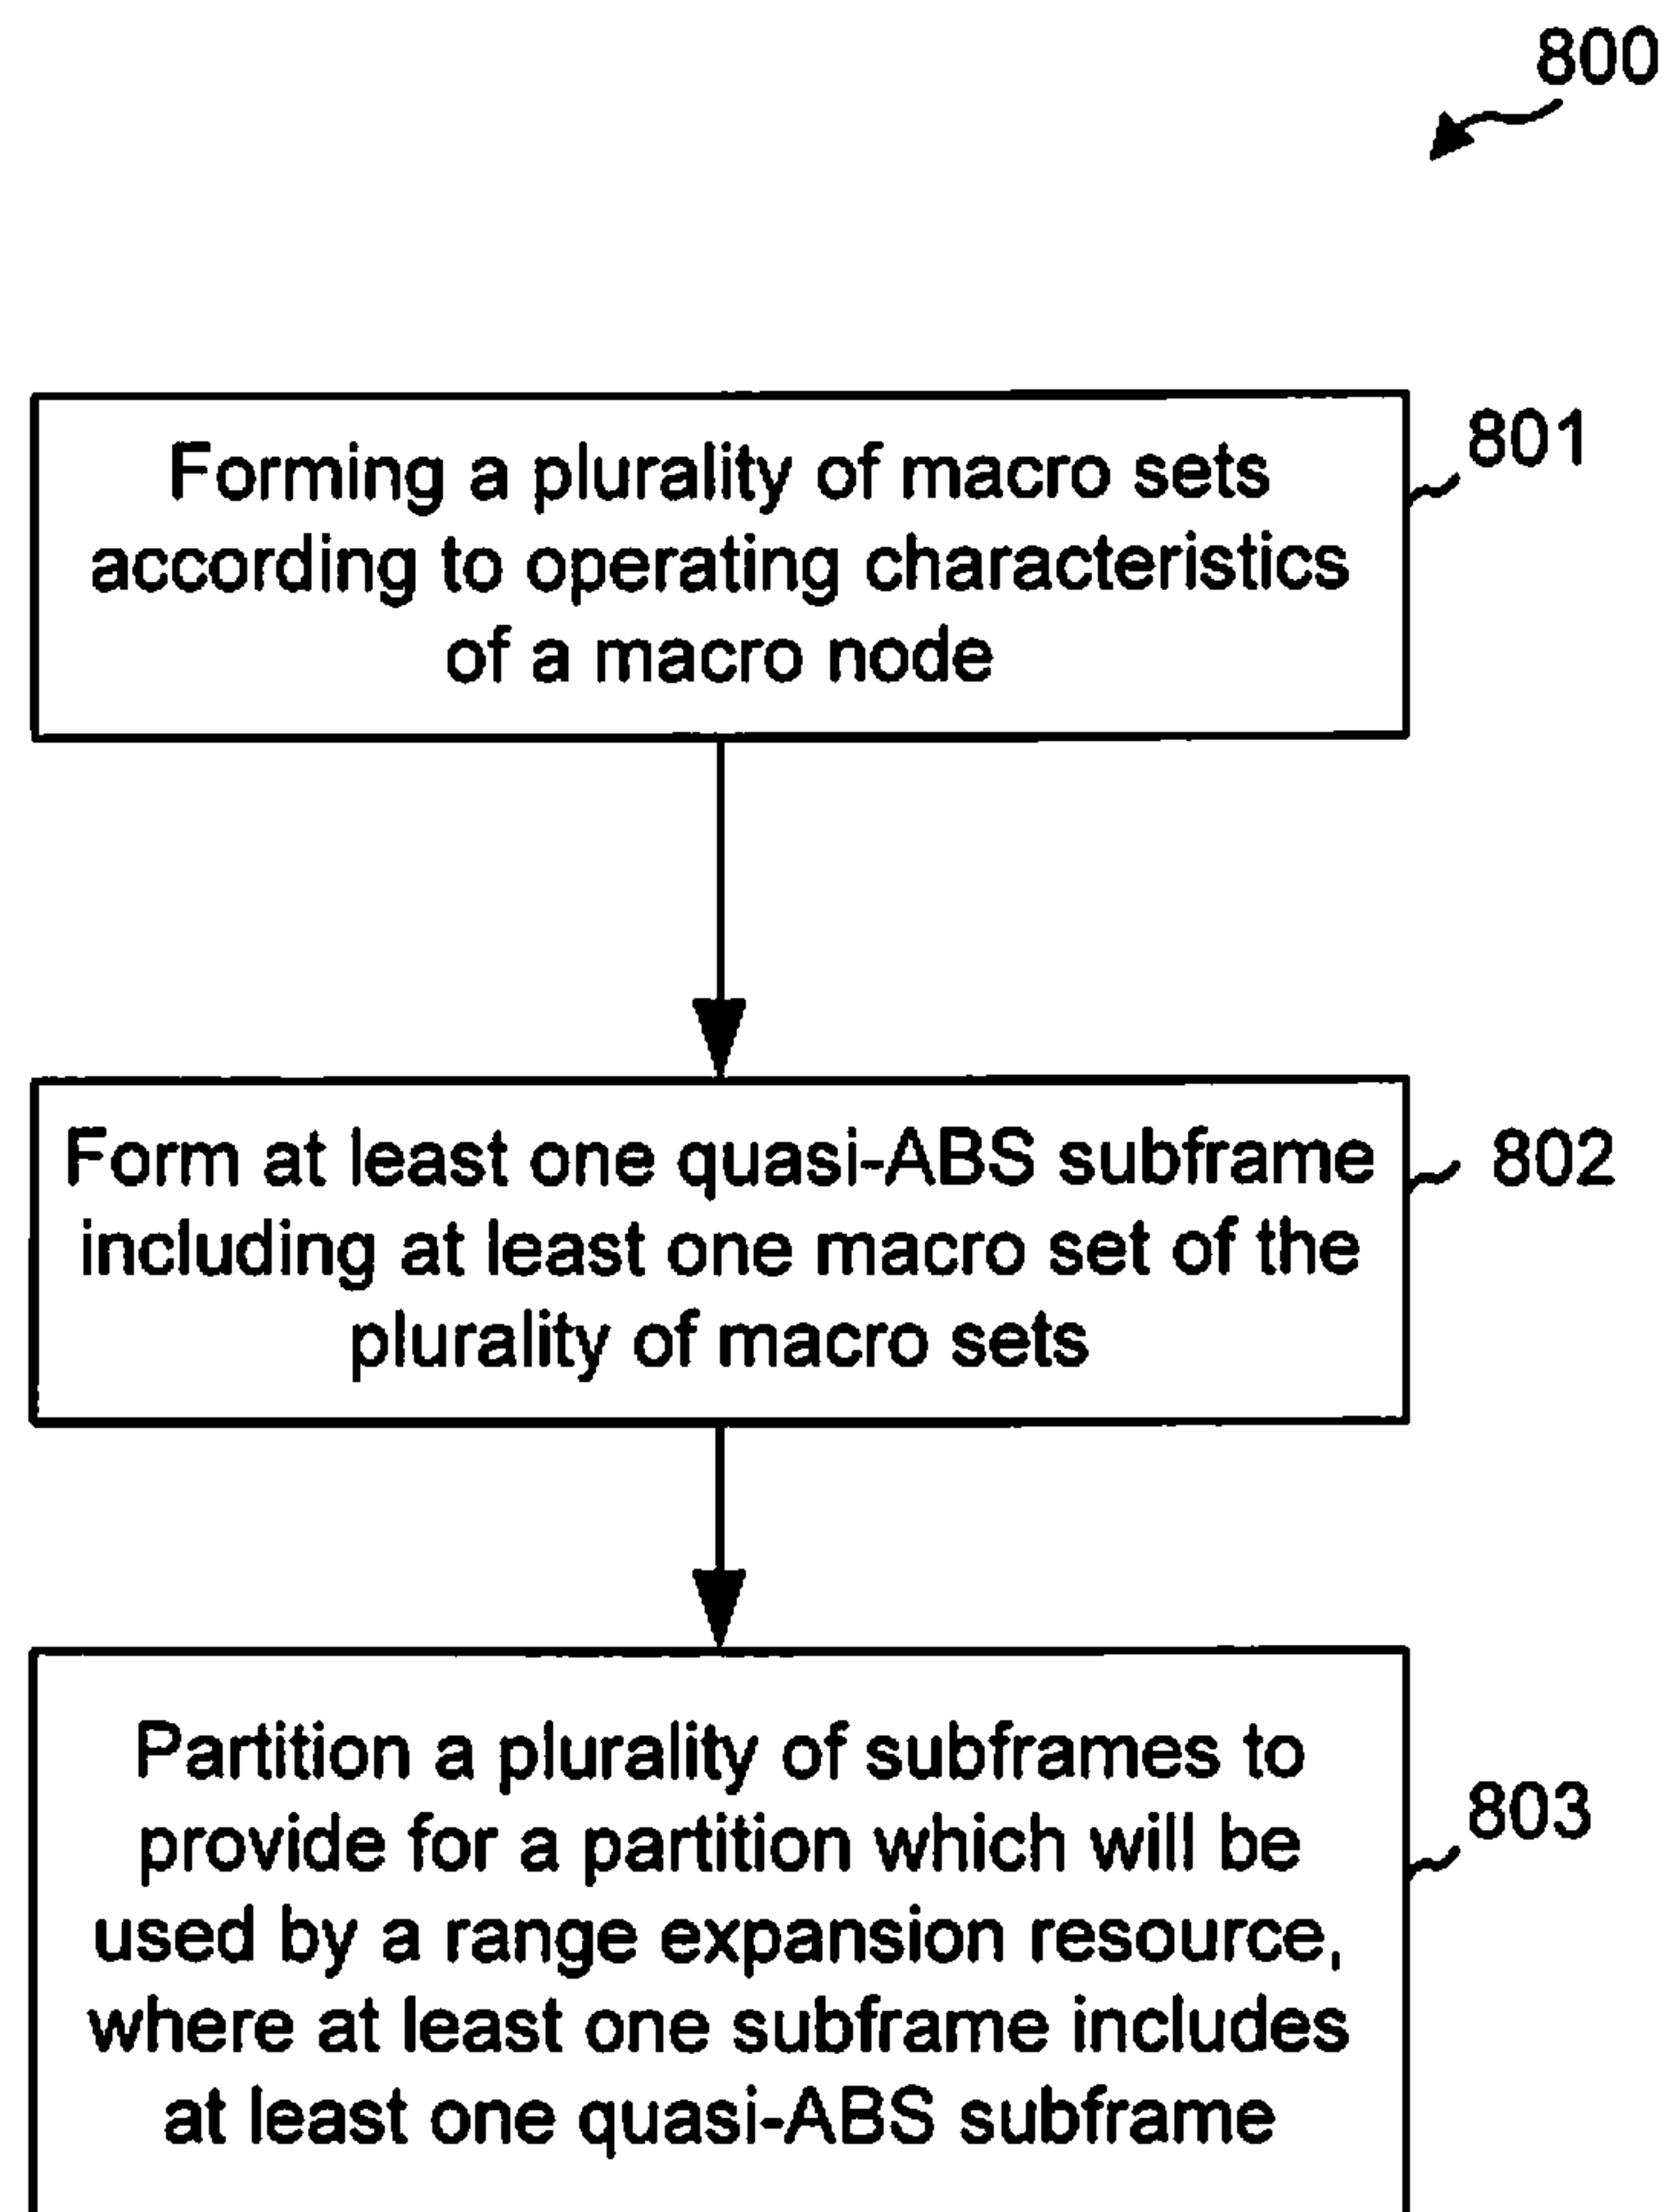 800
Forming a plurality of macro sets
according to operating characteristics
of a macro node
801
Form at least one quasi-ABS subframe
including at least one macro set of the
plurality of macro sets
802
Partition a plurality of subframes to
provide for a partition which will be
used by a range expansion resource,
where at least one subframe includes
at least one quasi-ABS subframe
803